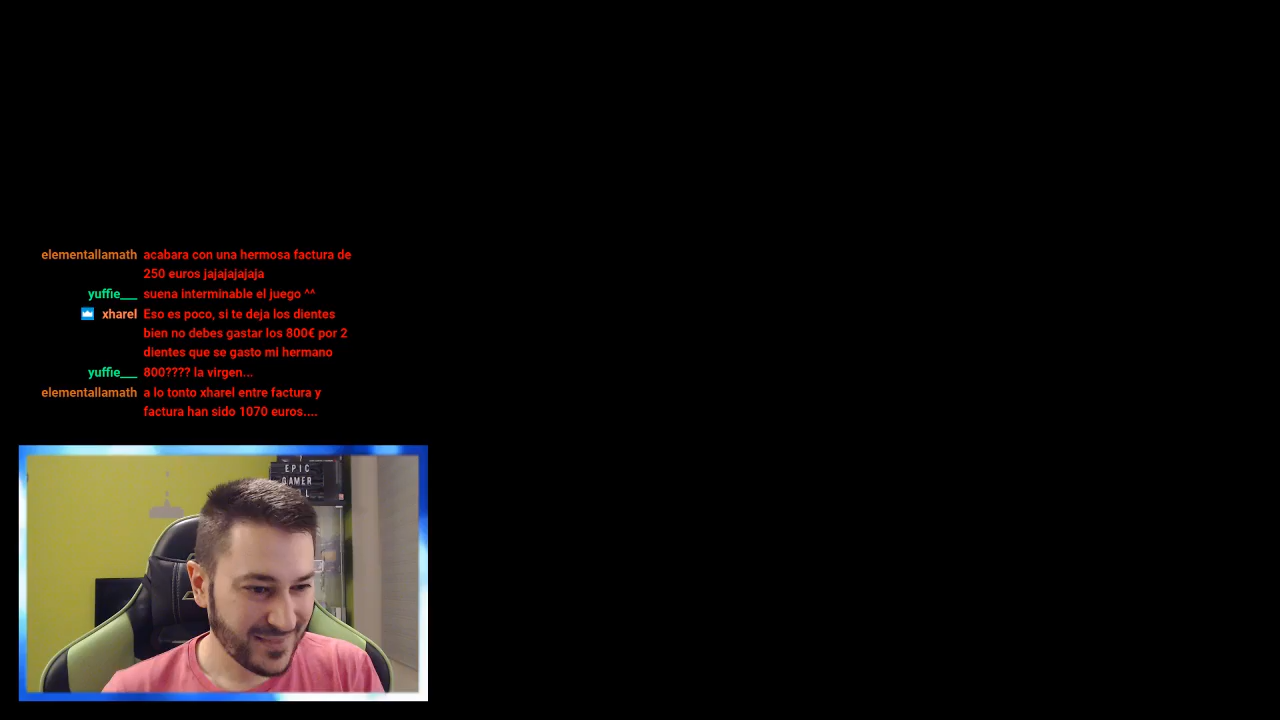 elementallamath acabara con una hermosa factura de
250 euros jajajajajaja
yuffie___ suena interminable el juego ^^
xharel Eso es poco, si te deja los dientes
bien no debes gastar los 800€ por 2
dientes que se gasto mi hermano
yuffie___ 800???? la virgen...
elementallamath a lo tonto xharel entre factura y
factura han sido 1070 euros....
EPIC
GAMER